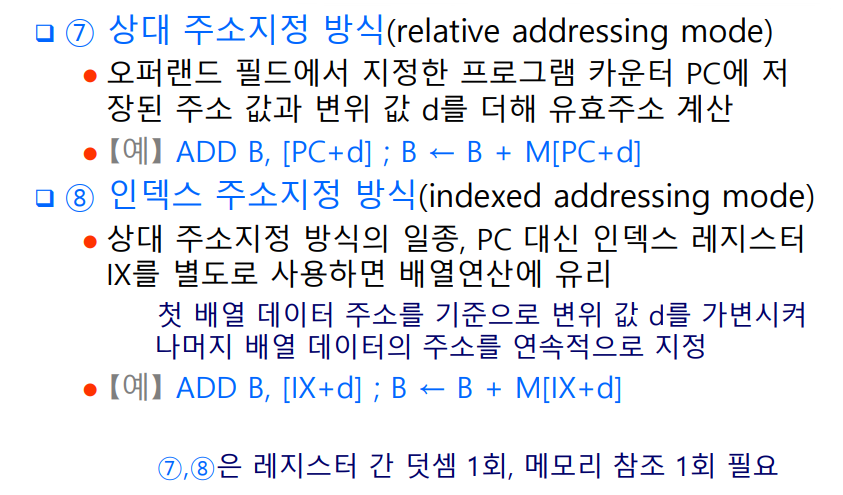 ❑ ⑦ 상대 주소지정 방식(relative addressing mode)
● 오퍼랜드 필드에서 지정한 프로그램 카운터 PC에 저
장된 주소 값과 변위 값 d를 더해 유효주소 계산
● 【예】 ADD B, [PC+d] ; B ← B + M[PC+d]
❑ ⑧ 인덱스 주소지정 방식(indexed addressing mode)
● 상대 주소지정 방식의 일종, PC 대신 인덱스 레지스터
IX를 별도로 사용하면 배열연산에 유리
첫 배열 데이터 주소를 기준으로 변위 값 d를 가변시켜
나머지 배열 데이터의 주소를 연속적으로 지정
● 【예】 ADD B, [IX+d] ; B ← B + M[IX+d]
⑦,⑧은 레지스터 간 덧셈 1회, 메모리 참조 1회 필요